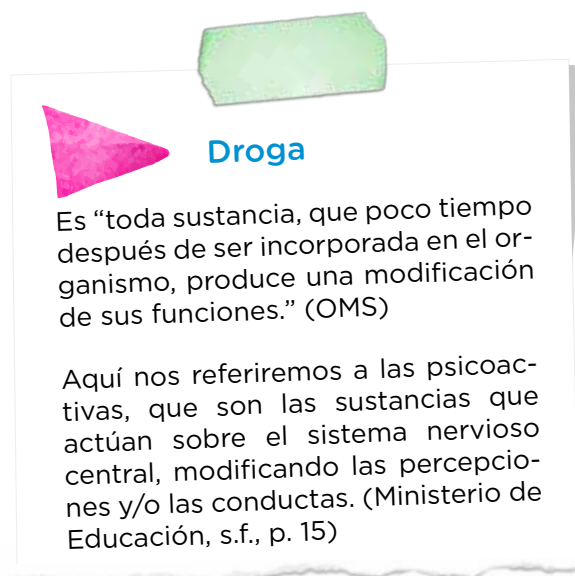 Droga
Es “toda sustancia, que poco tiempo
después de ser incorporada en el or-
ganismo, produce una modificación
de sus funciones.” (OMS)
Aquí nos referiremos a las psicoac-
tivas, que son las sustancias que
actúan sobre el sistema nervioso
central, modificando las percepcio-
nes y/o las conductas. (Ministerio de
Educación, s.f., p. 15)